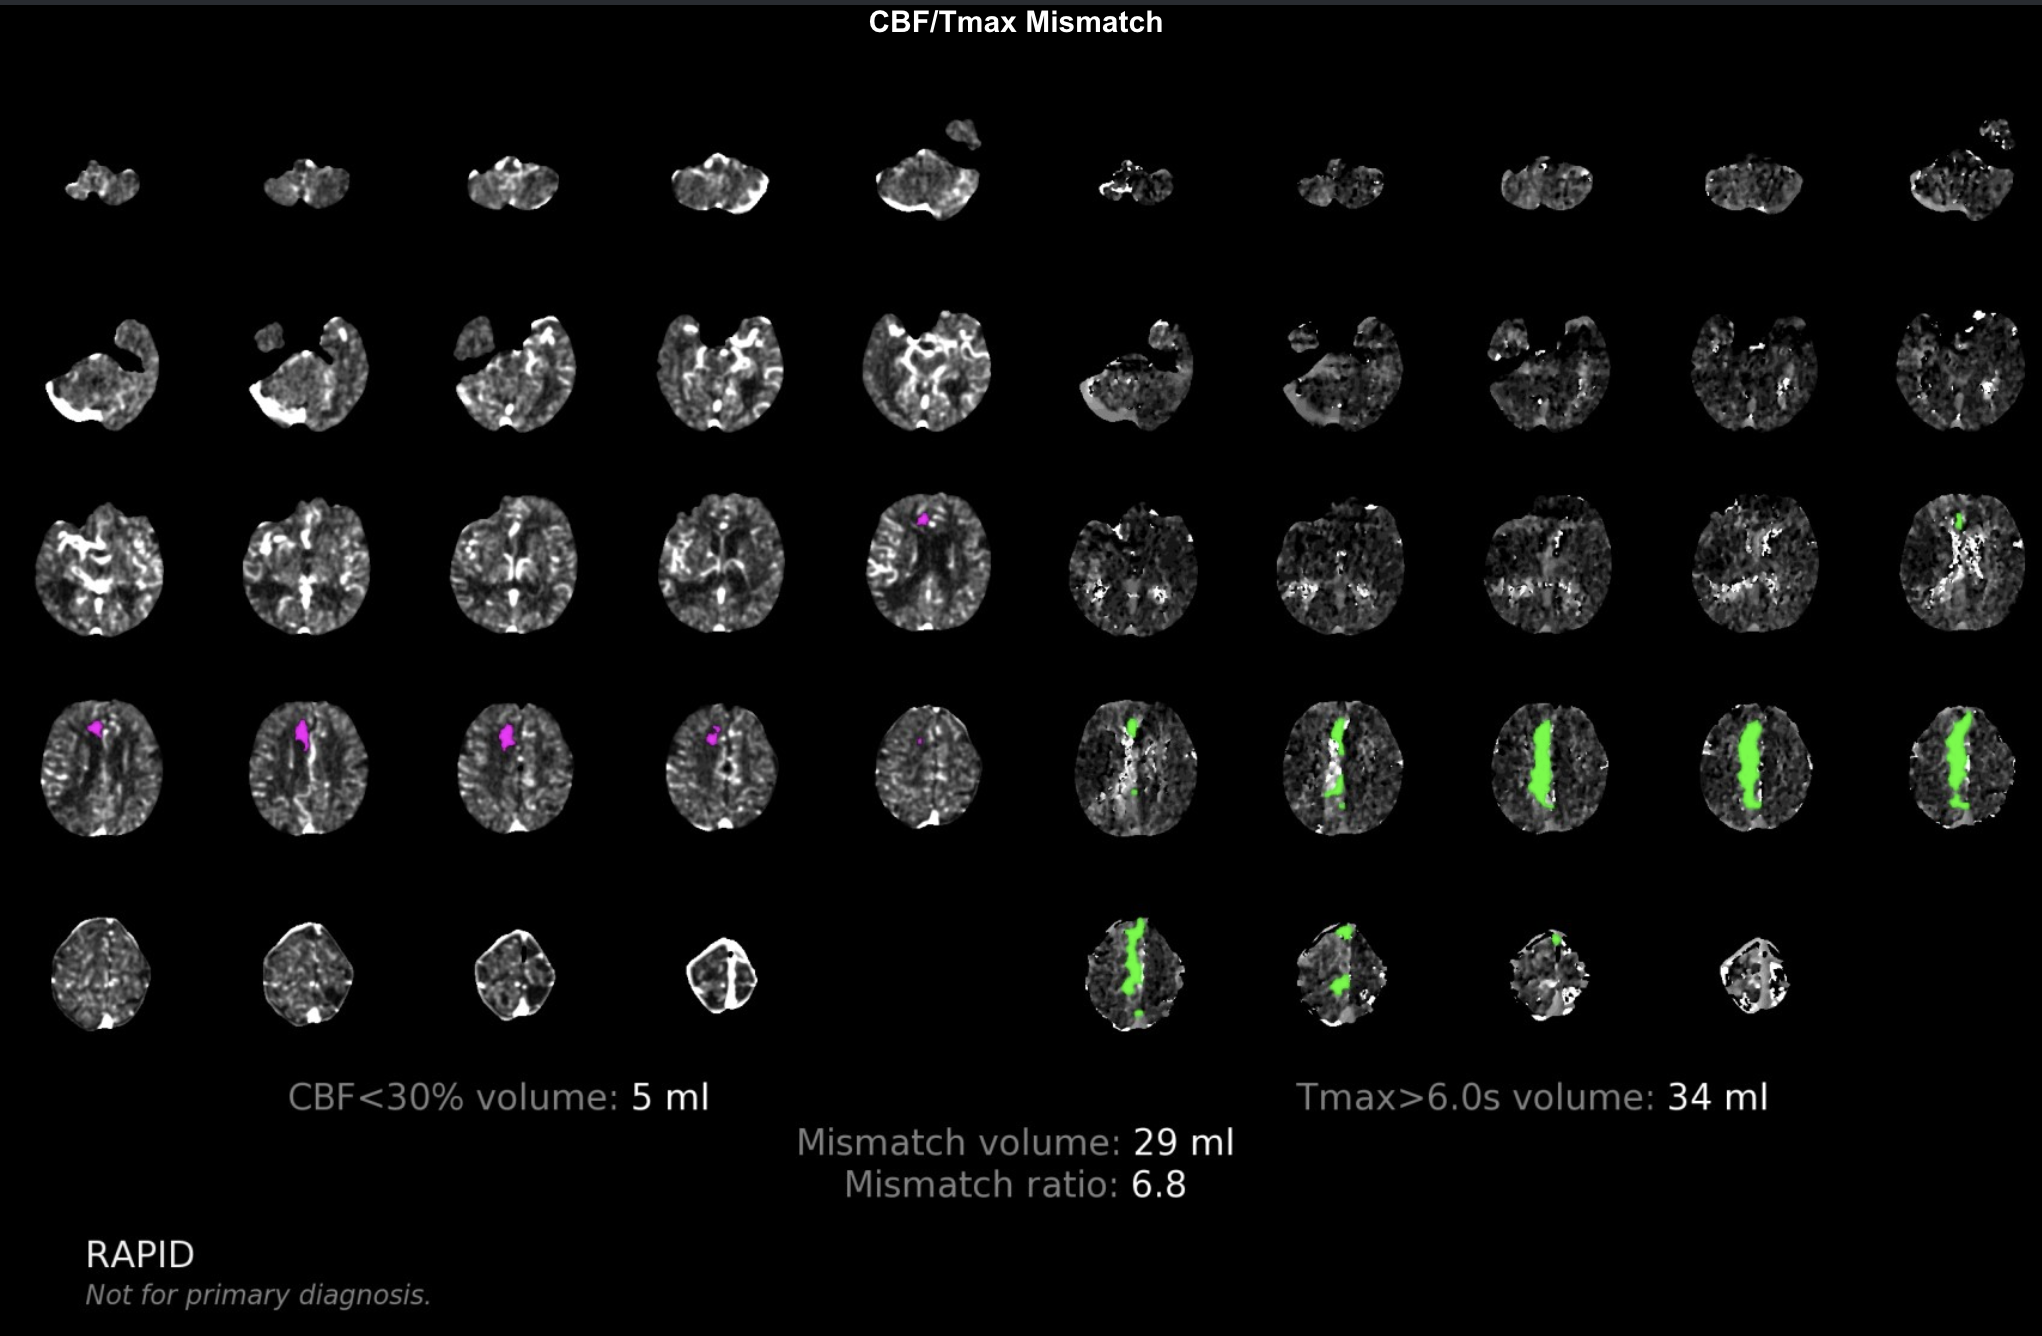 CBF/Tmax Mismatch
CBF<30% volume: 5 ml
Tmax>6.0s volume: 34 ml
Mismatch volume: 29 ml
Mismatch ratio: 6.8
RAPID
Not for primary diagnosis.